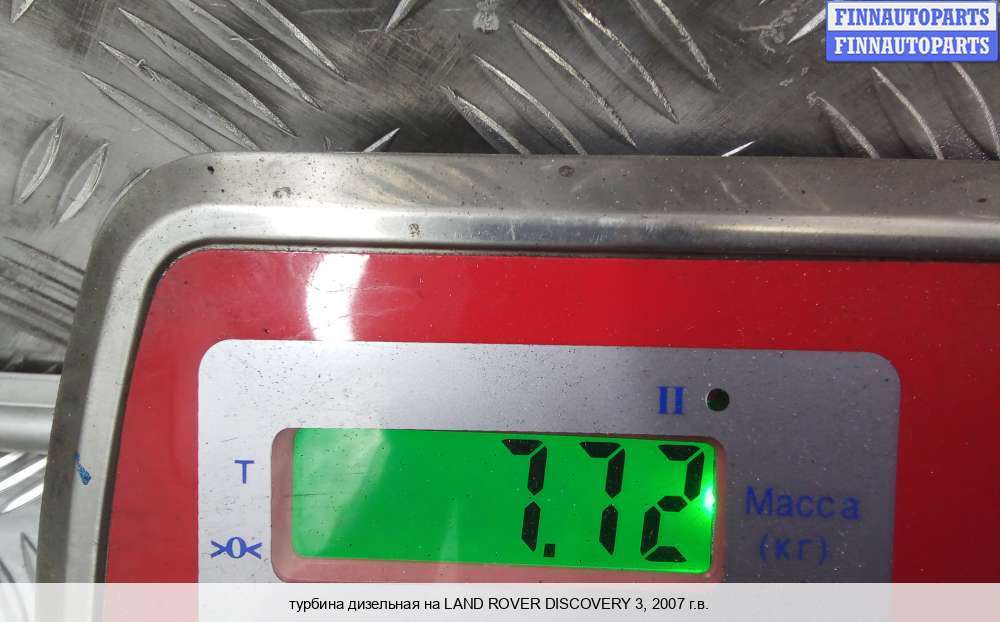 FINNAUTOPARTS
FINNAUTOPARTS
II
T
7.72
Масса
>0<
(кг)
турбина дизельная на LAND ROVER DISCOVERY 3, 2007 г.в.